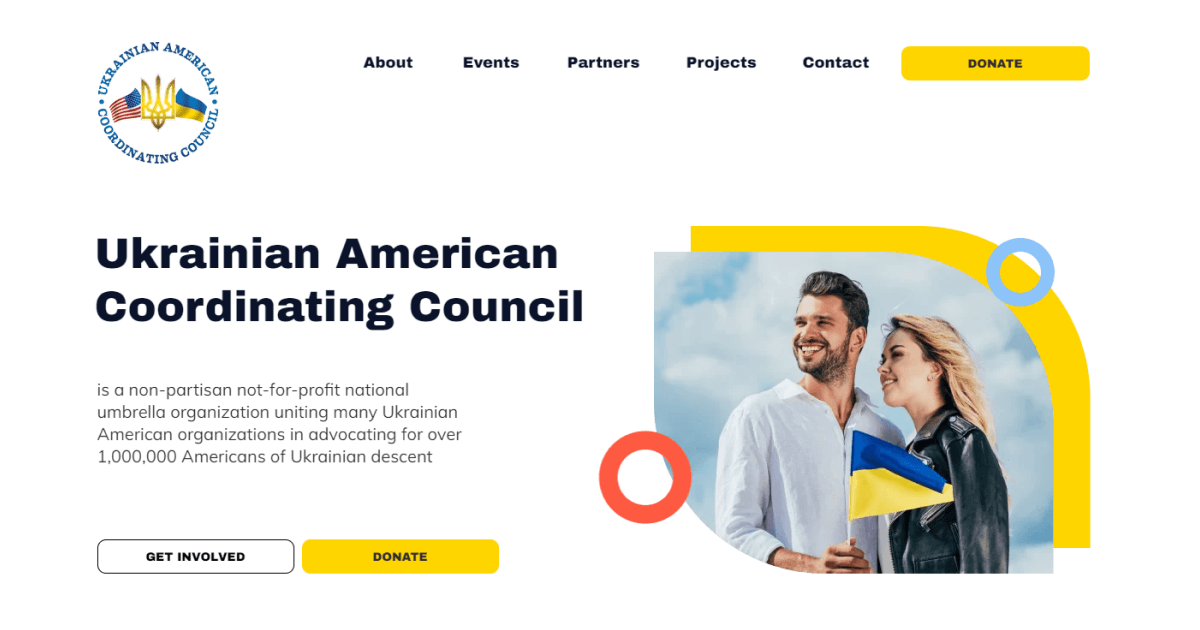 UKRAINIAN AMERICAN
COORDINATING COUNCIL
About
Events
Partners
Projects
Contact
DONATE
Ukrainian American
Coordinating Council
is a non-partisan not-for-profit national
umbrella organization uniting many Ukrainian
American organizations in advocating for over
1,000,000 Americans of Ukrainian descent
GET INVOLVED
DONATE